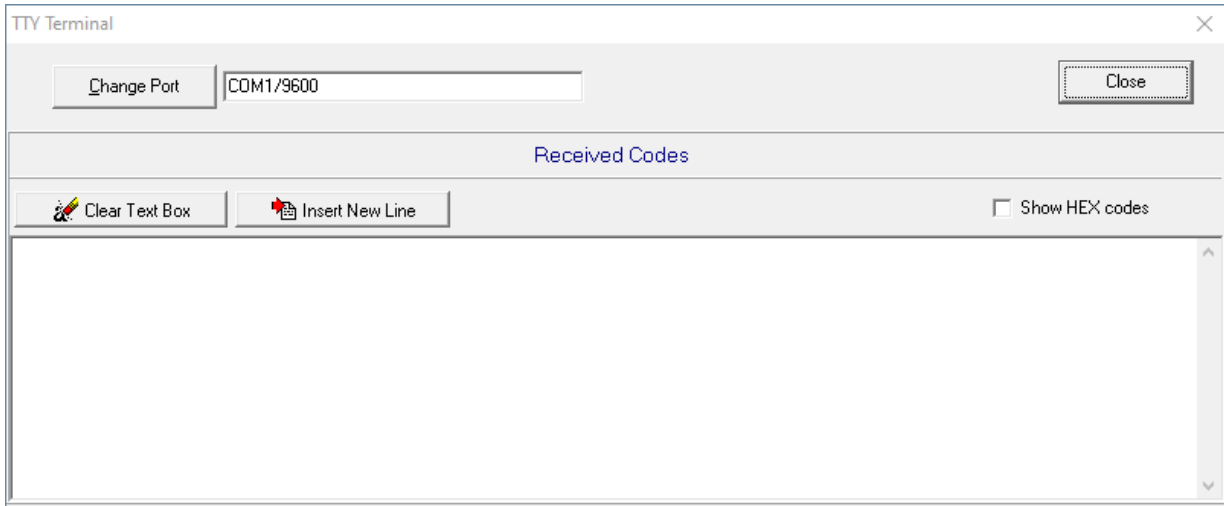 TTY Terminal
Change Port COM1/9600 Close
Received Codes
Clear Text Box Insert New Line Show HEX codes